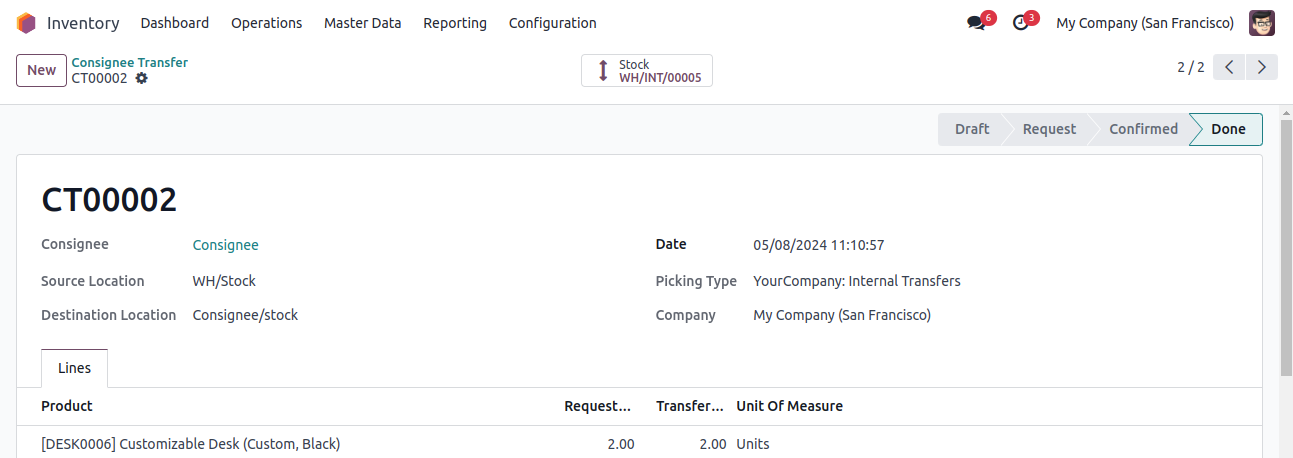 Inventory Dashboard Operations Master Data Reporting Configuration 6 3 My Company (San Francisco)
New Consignee Transfer Stock 2 / 2
CT00002 WH/INT/00005
Draft Request Confirmed Done
CT00002
Consignee Consignee Date 05/08/2024 11:10:57
Source Location WH/Stock Picking Type YourCompany: Internal Transfers
Destination Location Consignee/stock Company My Company (San Francisco)
Lines
Product Request... Transfer... Unit Of Measure
[DESK0006] Customizable Desk (Custom, Black) 2.00 2.00 Units